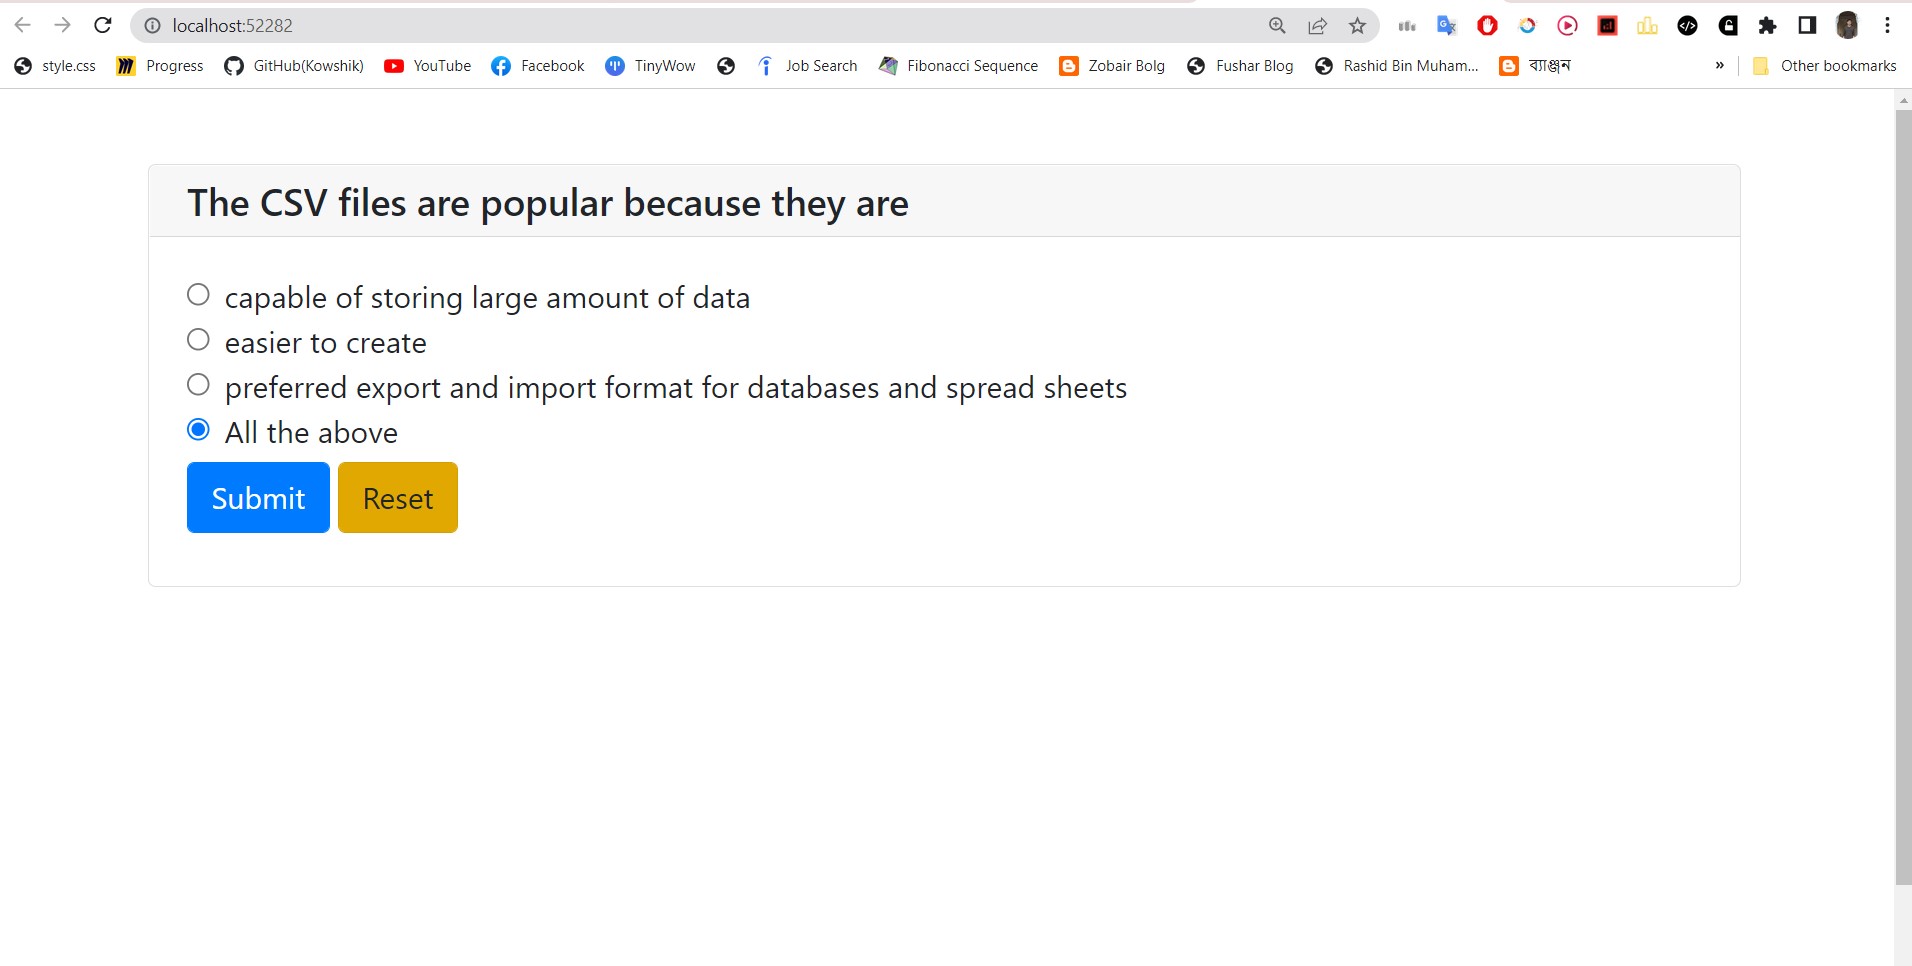 localhost:52282
style.css Progress GitHub(Kowshik) YouTube Facebook TinyWow Job Search Fibonacci Sequence Zobair Bolg Fushar Blog Rashid Bin Muham... ব্যাঞ্জন » Other bookmarks
The CSV files are popular because they are
capable of storing large amount of data
easier to create
preferred export and import format for databases and spread sheets
All the above
Submit Reset